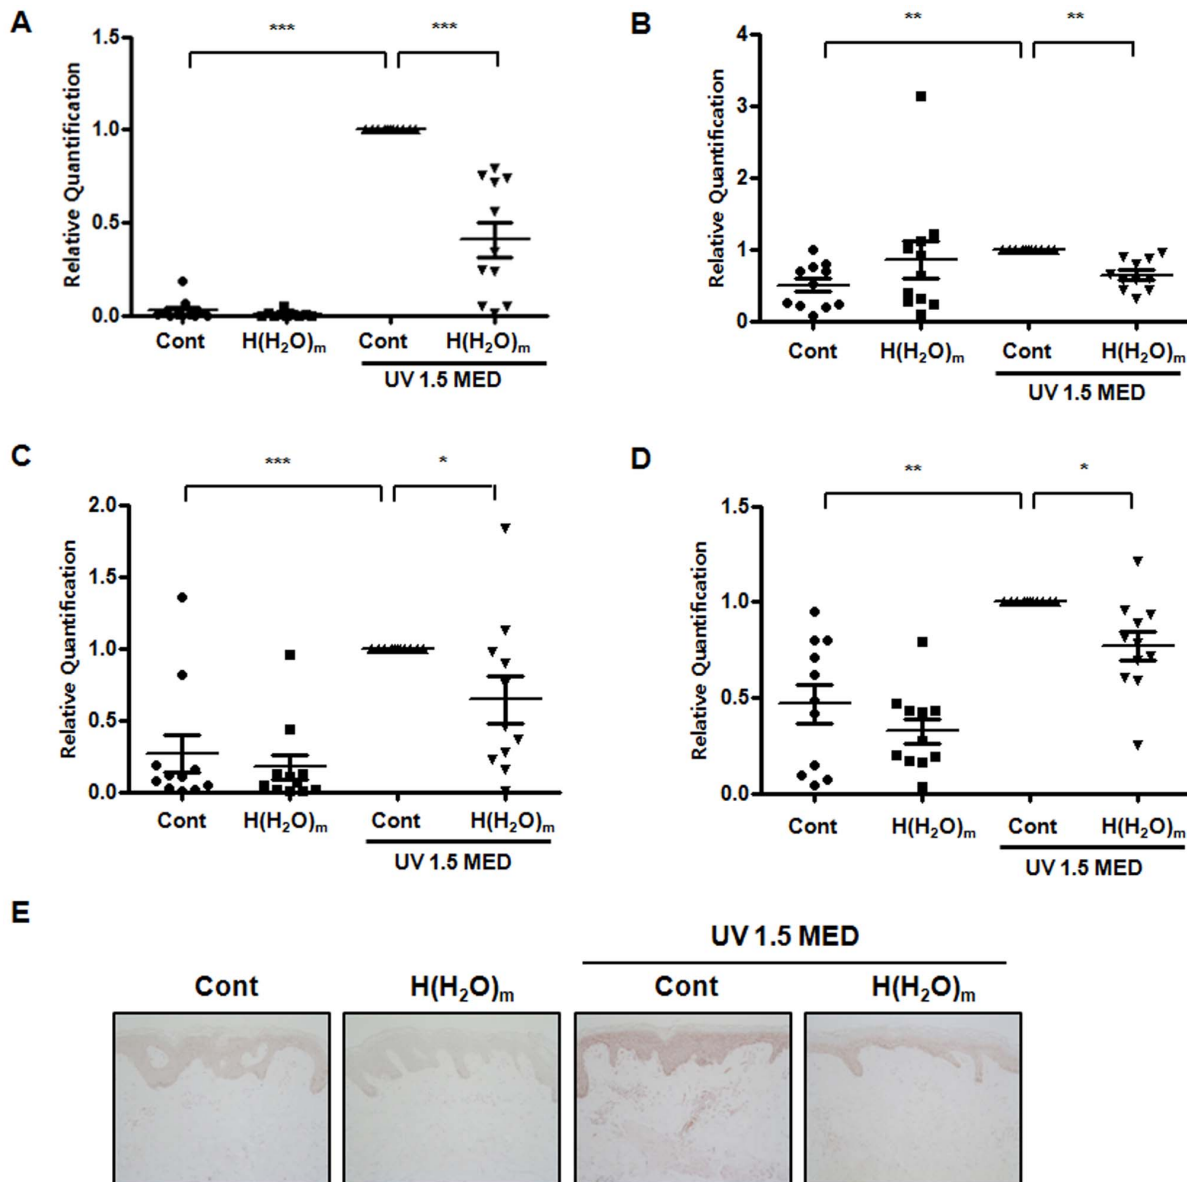 A
***
***
1.5
1.0
0.5
0.0
Relative Quantification
Cont
H(H₂O)ₘ
Cont
H(H₂O)ₘ
UV 1.5 MED
B
**
**
4
3
2
1
0
Relative Quantification
Cont
H(H₂O)ₘ
Cont
H(H₂O)ₘ
UV 1.5 MED
C
***
*
2.0
1.5
1.0
0.5
0.0
Relative Quantification
Cont
H(H₂O)ₘ
Cont
H(H₂O)ₘ
UV 1.5 MED
D
**
*
1.5
1.0
0.5
0.0
Relative Quantification
Cont
H(H₂O)ₘ
Cont
H(H₂O)ₘ
UV 1.5 MED
E
UV 1.5 MED
Cont
H(H₂O)ₘ
Cont
H(H₂O)ₘ